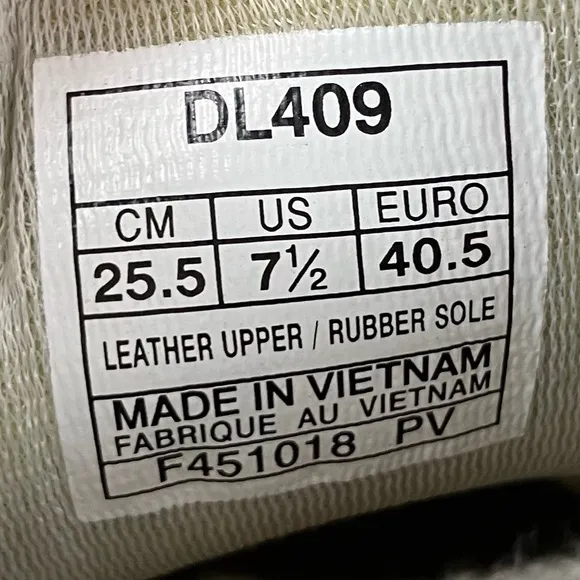 DL409
CM US EURO
25.5 7½ 40.5
LEATHER UPPER / RUBBER SOLE
MADE IN VIETNAM
FABRIQUE AU VIETNAM
F451018 PV